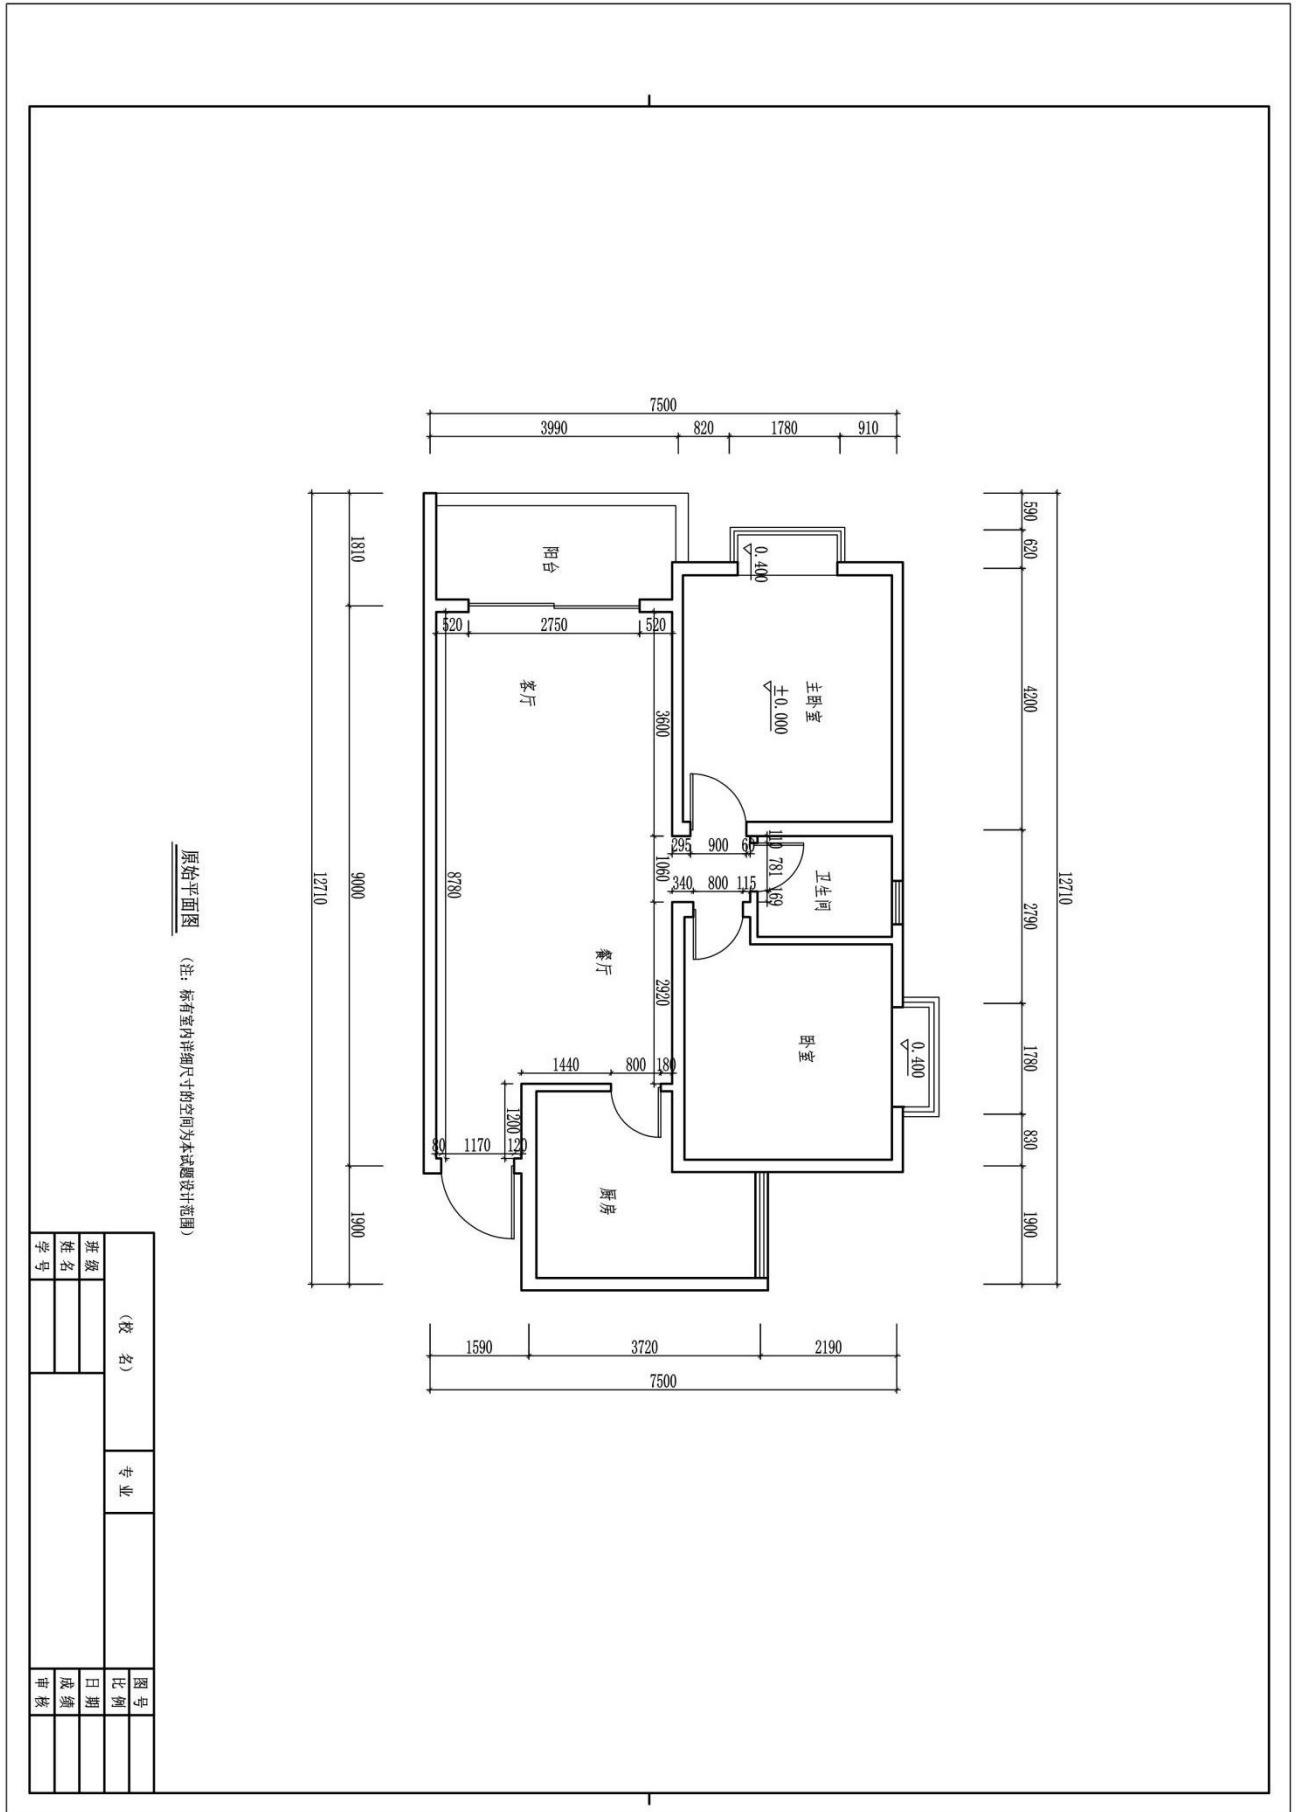 7500
3990 820 1780 910
12710
590 620 4200 2790 1780 830 1900
1810 9000 1900
12710
阳台
0.400
520 2750 520
客厅
3600
主卧室
±0.000
295 900 60
110
781
169
1060
340 800 115
卫生间
8780
餐厅
2920
卧室
0.400
1440 800 180
1200
80 1170 120
厨房
1590 3720 2190
7500
原始平面图
(注: 标有室内详细尺寸的空间为本试题设计范围)
(校 名)
专业
班级
姓名
学号
图号
比例
日期
成绩
审核